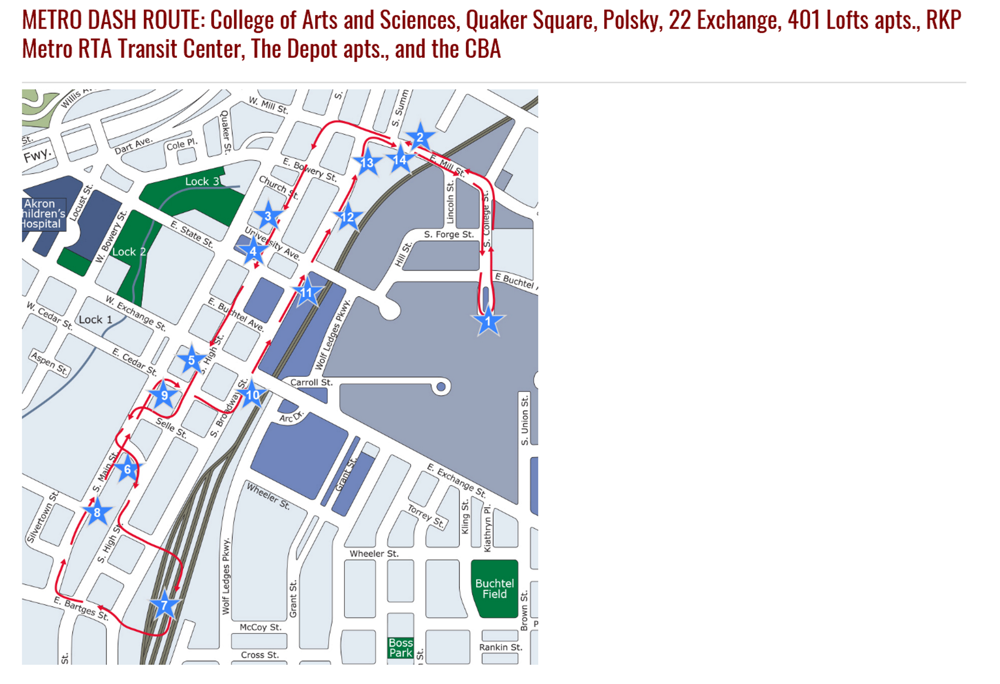 METRO DASH ROUTE: College of Arts and Sciences, Quaker Square, Polsky, 22 Exchange, 401 Lofts apts., RKP
Metro RTA Transit Center, The Depot apts., and the CBA
Willis
W. Mill St.
S.
S. Summ
Quaker St.
St.
Fwy.
Dart Ave.
Cole Pl.
2
13
14
E. Mill St.
E. Bowery St.
Church St.
Lock 3
Locust St.
Akron
hildren's
Hospital
W. Bowery St.
E. State St.
Lock 2
3
12
Lincoln St.
S. College St.
S. Forge St.
Hill St.
University Ave.
4
E Buchtel
11
1
W. Exchange St.
W. Cedar St.
Lock 1
E. Buchtel Ave.
Wolf Ledges Pkwy.
Aspen St.
E. Cedar St.
5
S. High St.
Carroll St.
9
10
S. Broadway St.
Arc Dr.
Selle St.
S. Union St.
6
S. Main St.
Grant St.
E. Exchange St.
Wheeler St.
8
Silvertown St.
S. High St.
Torrey St.
Kling St.
Kiathryn Pl.
Wolf Ledges Pkwy.
Wheeler St.
Grant St.
Buchtel
Field
Brown St.
7
E. Bartges St.
McCoy St.
P
Boss
Park
Rankin St.
St.
Cross St.
St.